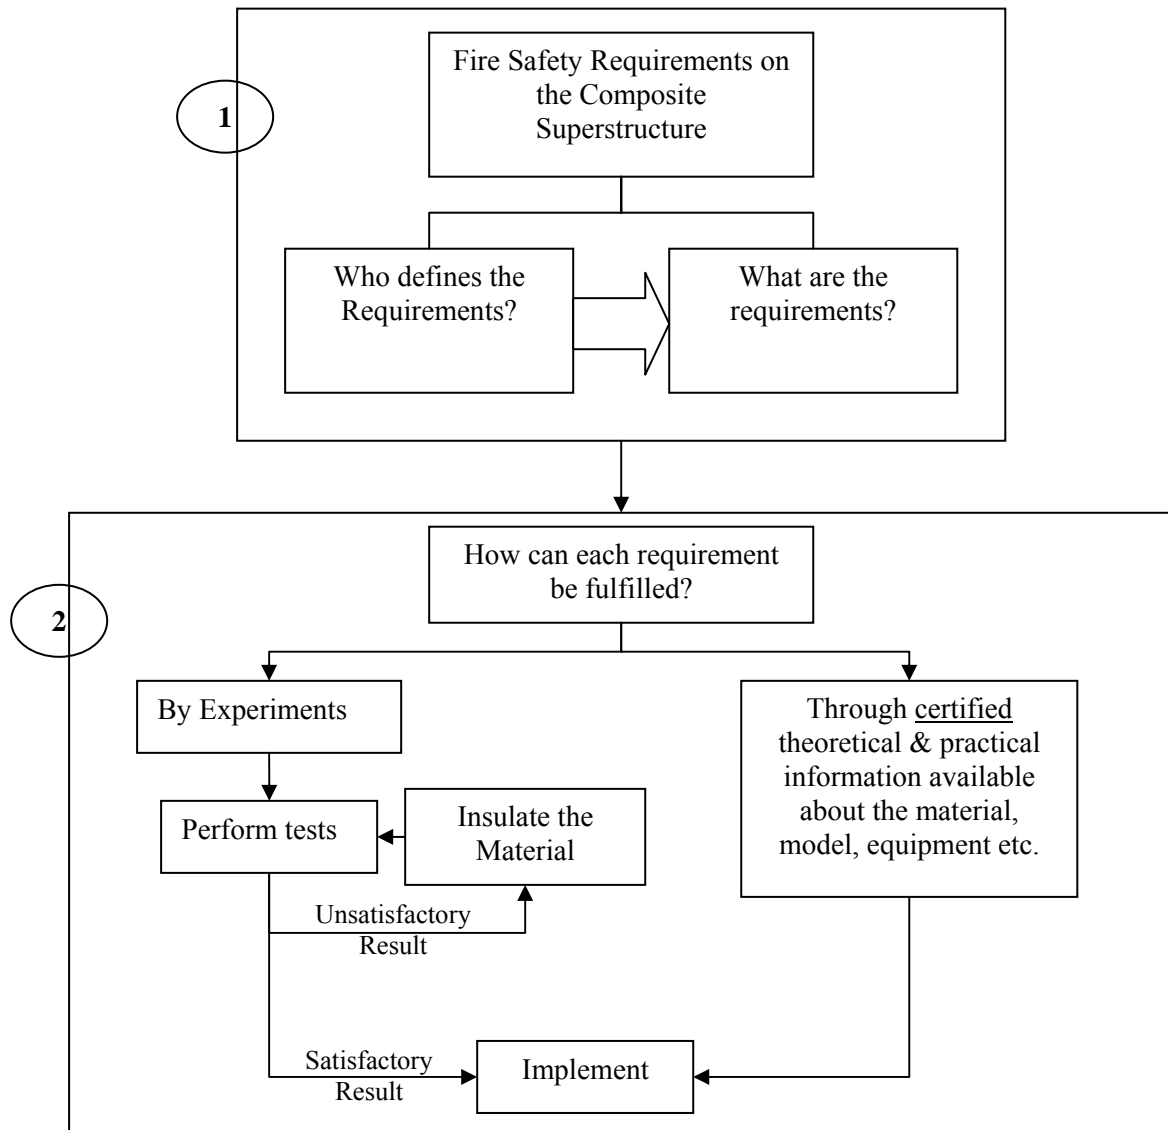 Fire Safety Requirements on
the Composite
Superstructure
1
Who defines the
Requirements?
What are the
requirements?
How can each requirement
be fulfilled?
2
By Experiments
Through certified
theoretical & practical
information available
about the material,
model, equipment etc.
Perform tests
Insulate the
Material
Unsatisfactory
Result
Satisfactory
Result
Implement